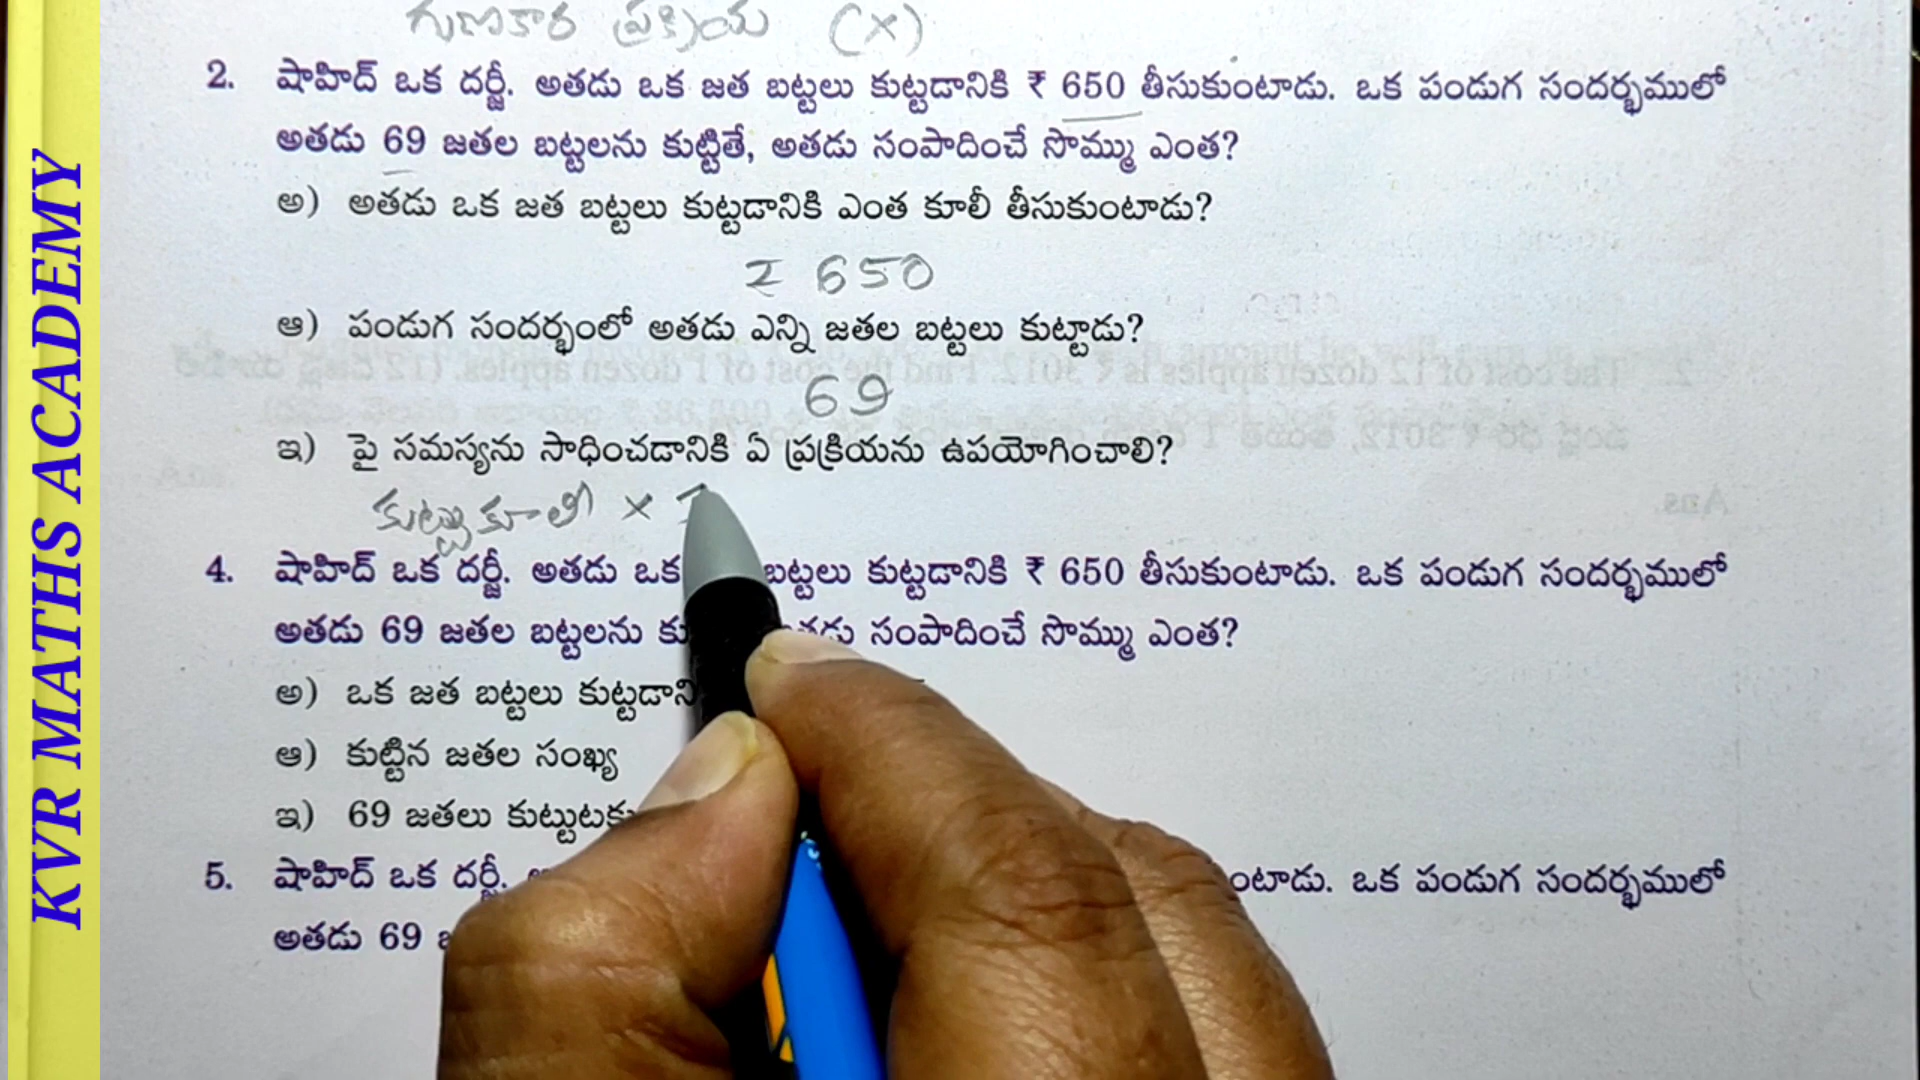 KVR MATHS ACADEMY
గుణకార ప్రక్రియ (×)
2. షాహిద్ ఒక దర్జీ. అతడు ఒక జత బట్టలు కుట్టడానికి ₹ 650 తీసుకుంటాడు. ఒక పండుగ సందర్భములో
అతడు 69 జతల బట్టలను కుట్టితే, అతడు సంపాదించే సొమ్ము ఎంత?
అ) అతడు ఒక జత బట్టలు కుట్టడానికి ఎంత కూలీ తీసుకుంటాడు?
₹ 650
ఆ) పండుగ సందర్భంలో అతడు ఎన్ని జతల బట్టలు కుట్టాడు?
69
ఇ) పై సమస్యను సాధించడానికి ఏ ప్రక్రియను ఉపయోగించాలి?
కుట్టుకూలీ ×
4. షాహిద్ ఒక దర్జీ. అతడు ఒక బట్టలు కుట్టడానికి ₹ 650 తీసుకుంటాడు. ఒక పండుగ సందర్భములో
అతడు 69 జతల బట్టలను సంపాదించే సొమ్ము ఎంత?
అ) ఒక జత బట్టలు
ఆ) కుట్టిన జతల సంఖ్య
ఇ) 69 జతలు
5. షాహిద్ ఒక దర్జీ. ఒక పండుగ సందర్భములో
అతడు 69